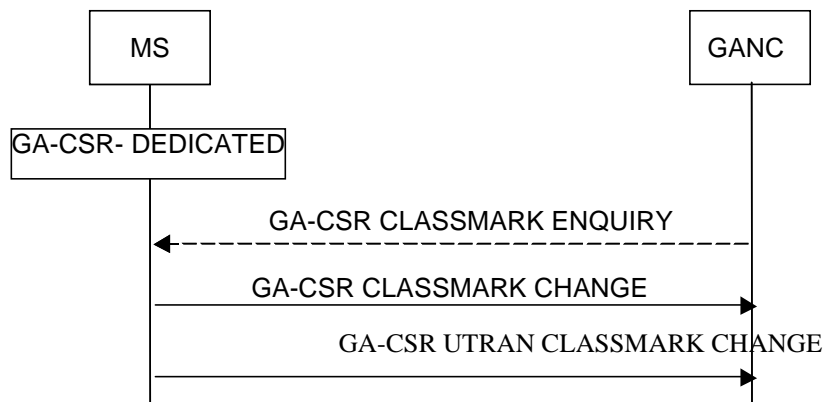 MS
GANC
GA-CSR- DEDICATED
GA-CSR CLASSMARK ENQUIRY
GA-CSR CLASSMARK CHANGE
GA-CSR UTRAN CLASSMARK CHANGE